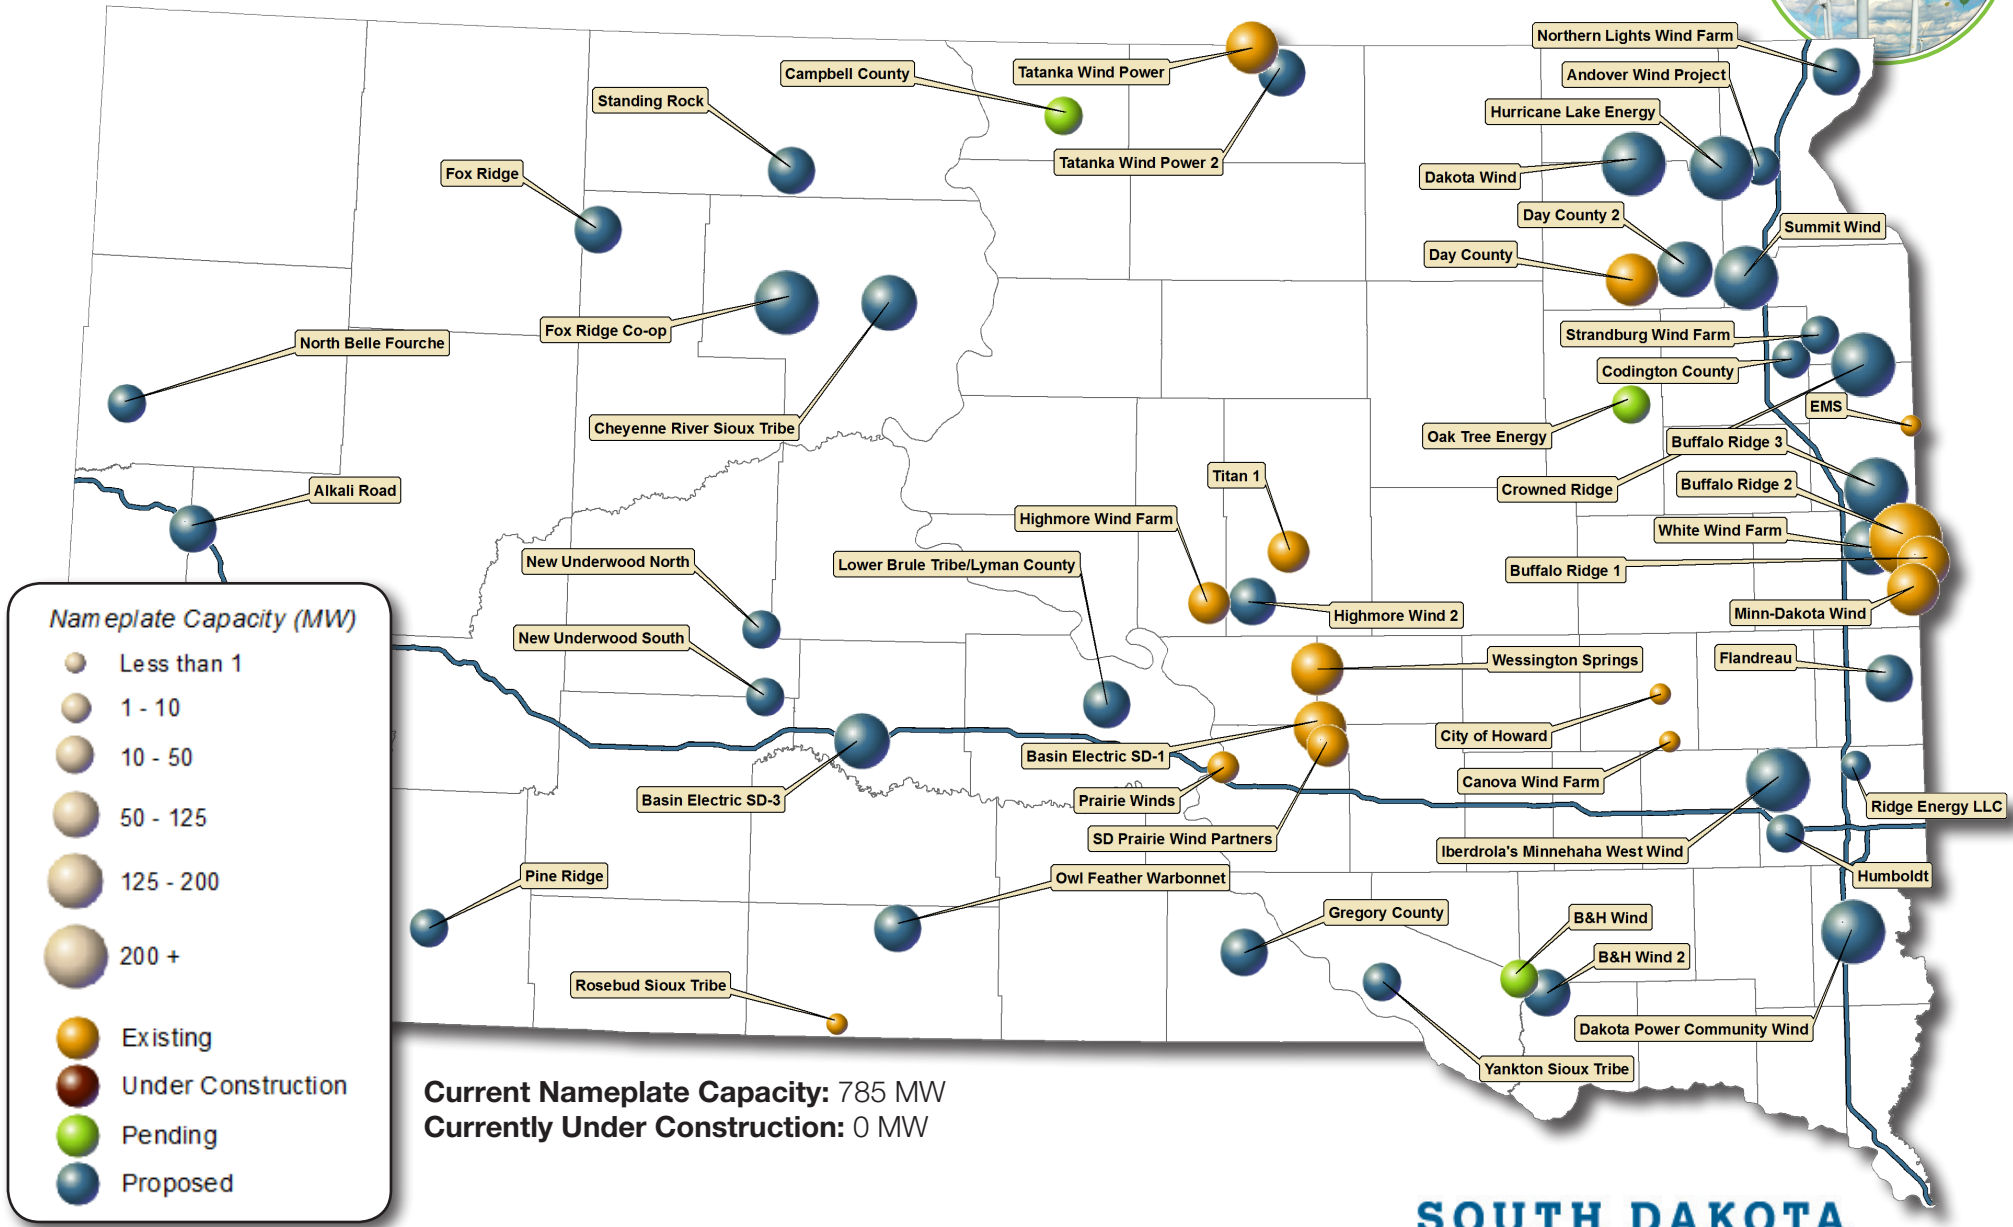 Northern Lights Wind Farm
Campbell County
Tatanka Wind Power
Andover Wind Project
Standing Rock
Hurricane Lake Energy
Tatanka Wind Power 2
Fox Ridge
Dakota Wind
Day County 2
Summit Wind
Day County
Fox Ridge Co-op
Strandburg Wind Farm
North Belle Fourche
Codington County
EMS
Cheyenne River Sioux Tribe
Oak Tree Energy
Buffalo Ridge 3
Titan 1
Buffalo Ridge 2
Alkali Road
Crowned Ridge
Highmore Wind Farm
White Wind Farm
New Underwood North
Lower Brule Tribe/Lyman County
Buffalo Ridge 1
Highmore Wind 2
Minn-Dakota Wind
New Underwood South
Wessington Springs
Flandreau
City of Howard
Basin Electric SD-1
Canova Wind Farm
Basin Electric SD-3
Prairie Winds
Ridge Energy LLC
SD Prairie Wind Partners
Iberdrola's Minnehaha West Wind
Pine Ridge
Owl Feather Warbonnet
Humboldt
Gregory County
B&H Wind
B&H Wind 2
Rosebud Sioux Tribe
Dakota Power Community Wind
Yankton Sioux Tribe
Nameplate Capacity (MW)
Less than 1
1 - 10
10 - 50
50 - 125
125 - 200
200 +
Existing
Under Construction
Pending
Proposed
Current Nameplate Capacity: 785 MW
Currently Under Construction: 0 MW
SOUTH DAKOTA